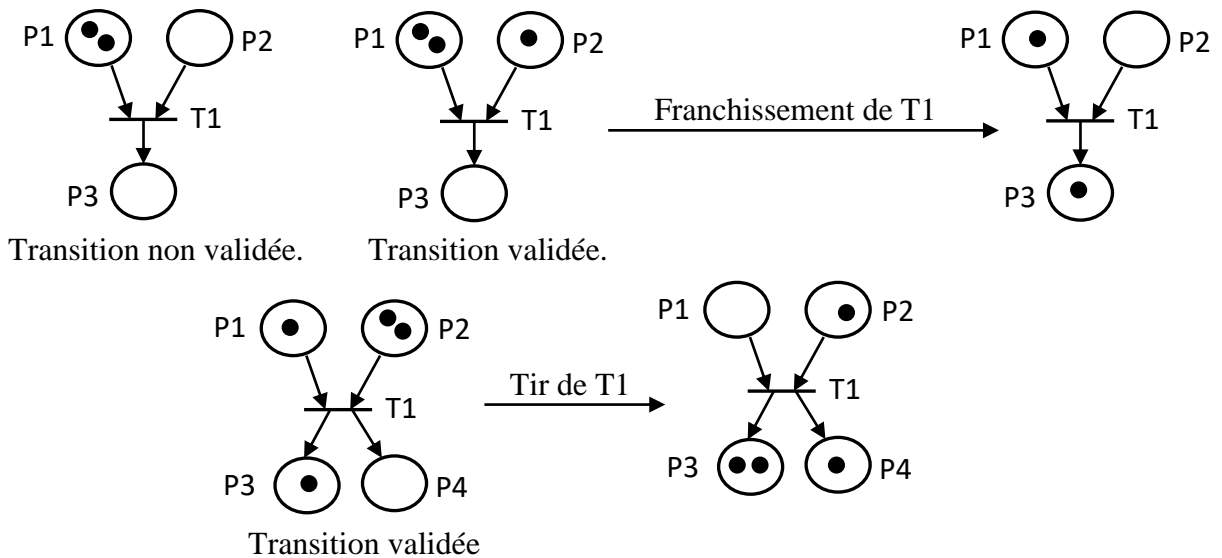 P1 P2 P1 P2 P1 P2
T1 T1 Franchissement de T1 T1
P3 P3 P3
Transition non validée. Transition validée.
P1 P2 P1 P2
T1 Tir de T1 T1
P3 P4 P3 P4
Transition validée